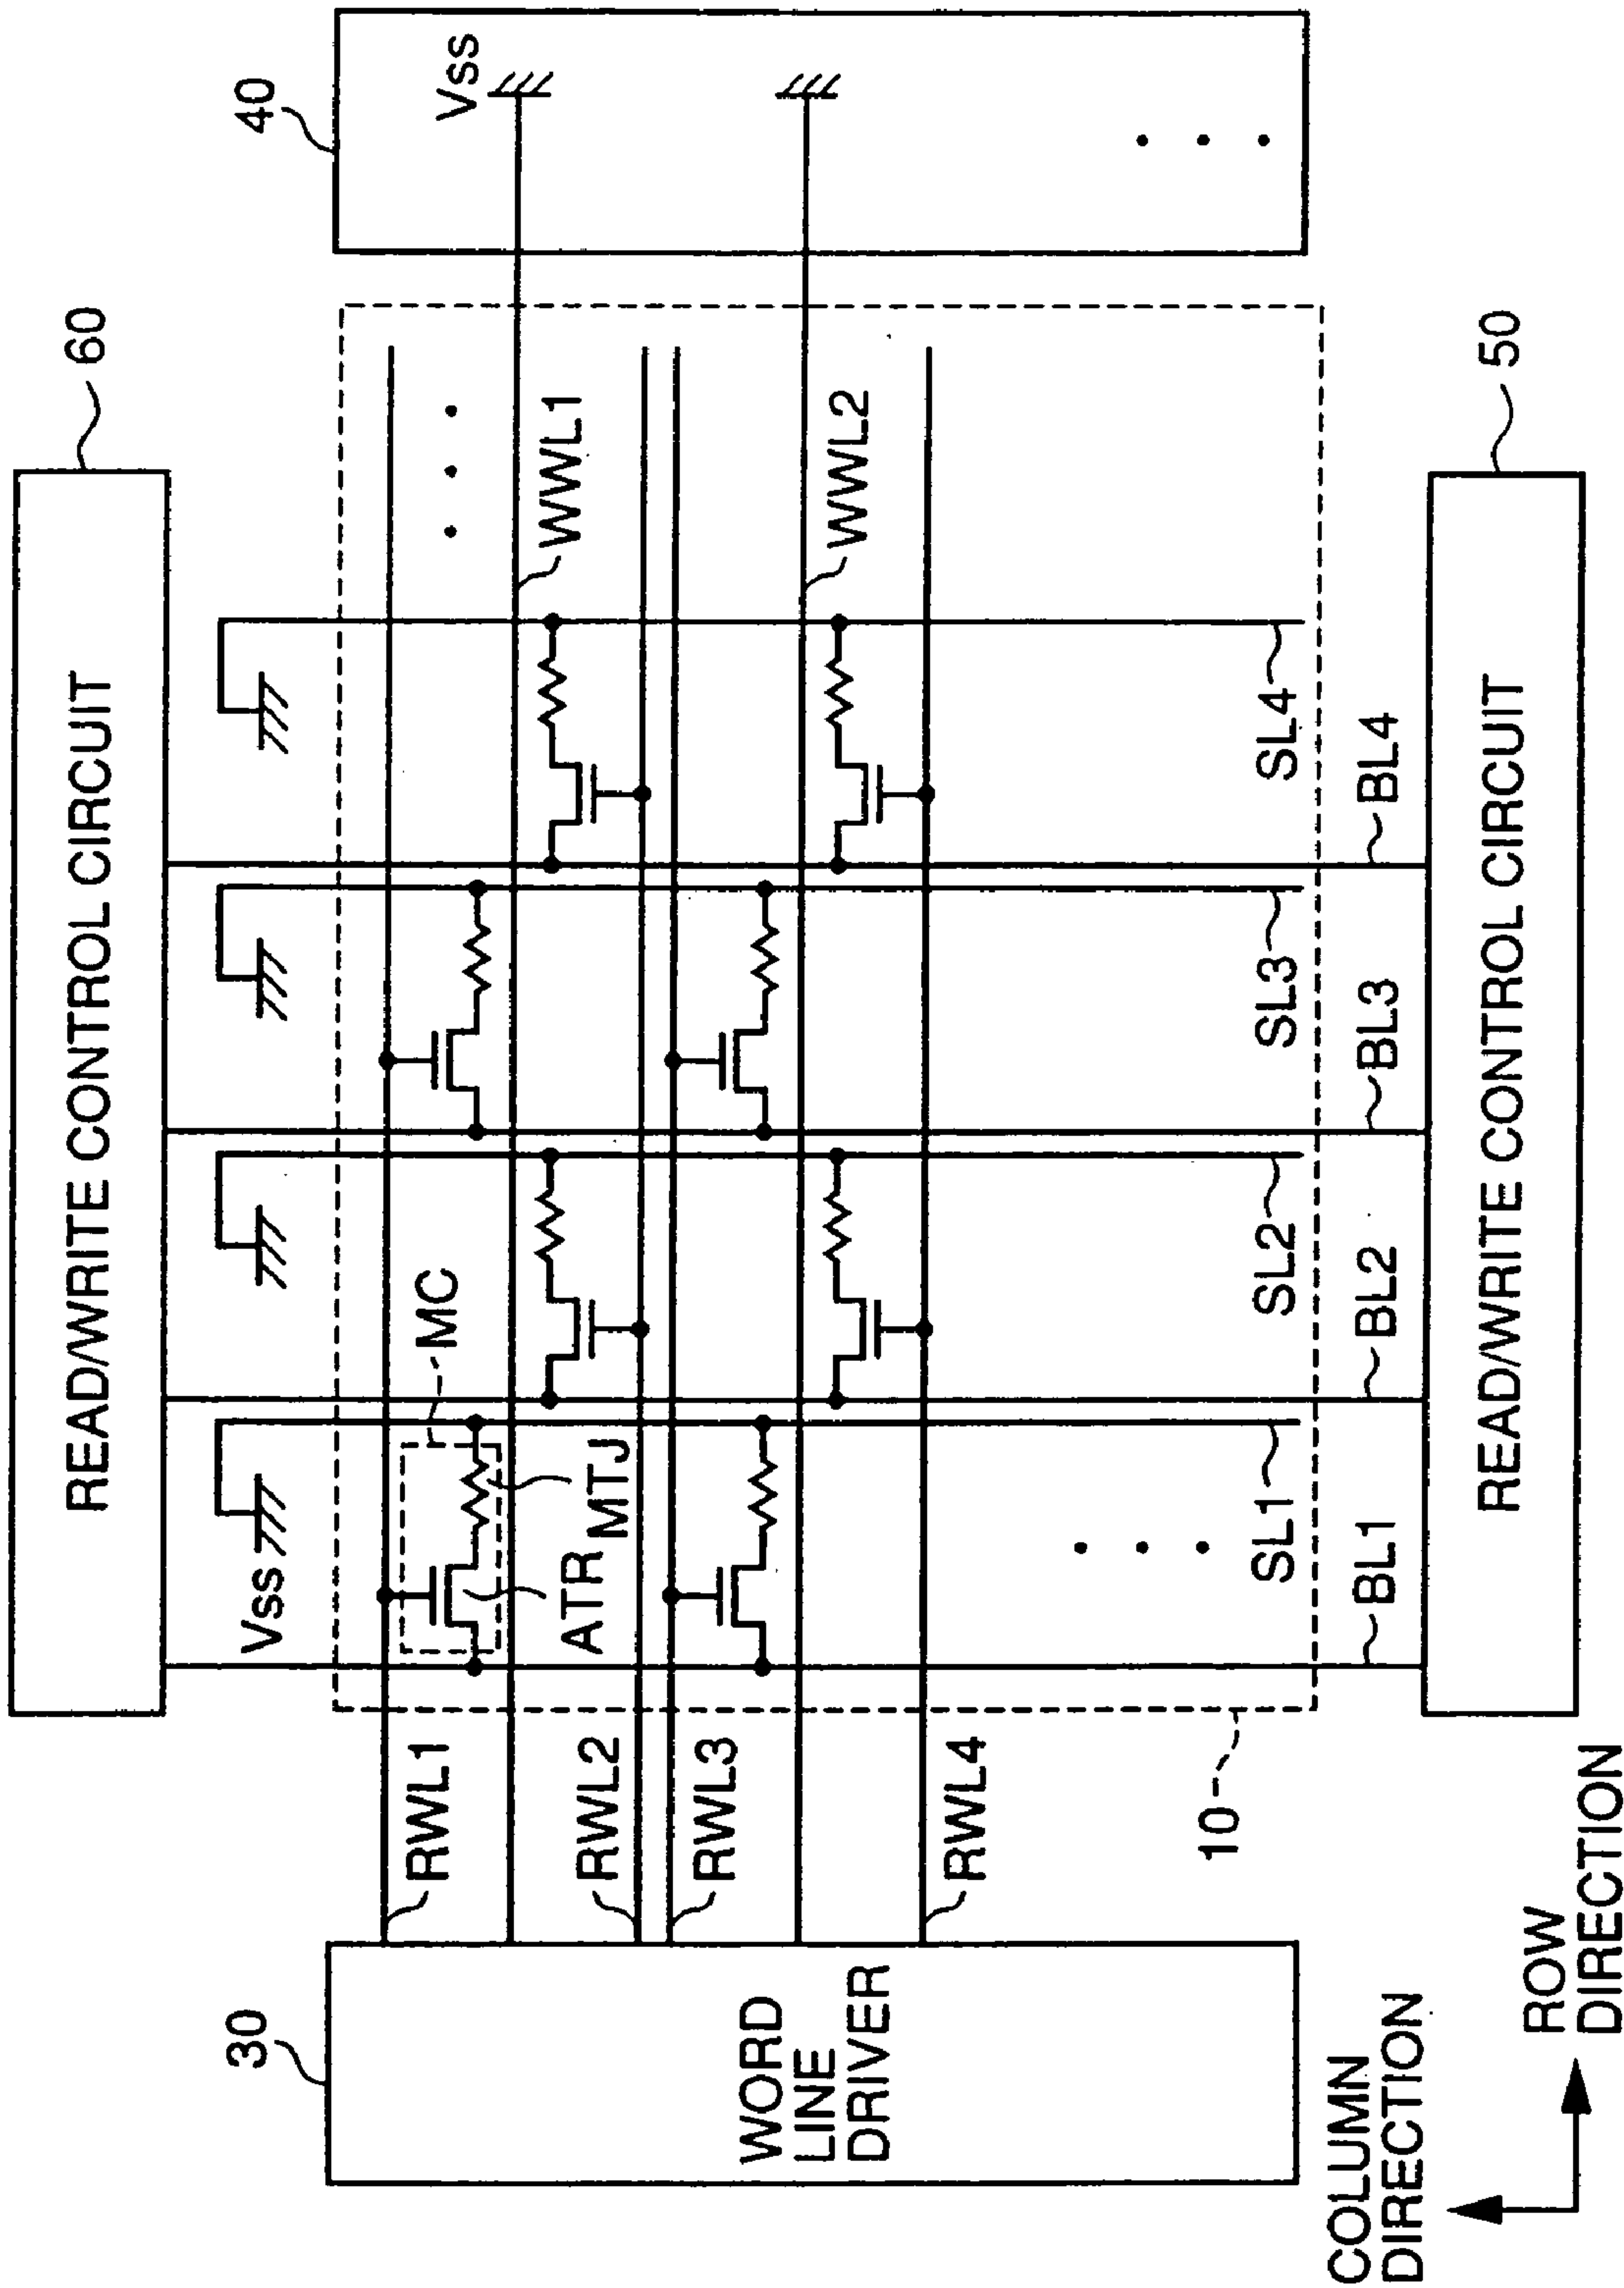 60
READ/WRITE CONTROL CIRCUIT
40
Vss
Vss
MC
ATR
MTJ
WWL1
WWL2
RWL1
RWL2
RWL3
RWL4
30
WORD
LINE
DRIVER
10
SL1
SL2
SL3
SL4
BL1
BL2
BL3
BL4
50
READ/WRITE CONTROL CIRCUIT
COLUMN
DIRECTION
ROW
DIRECTION